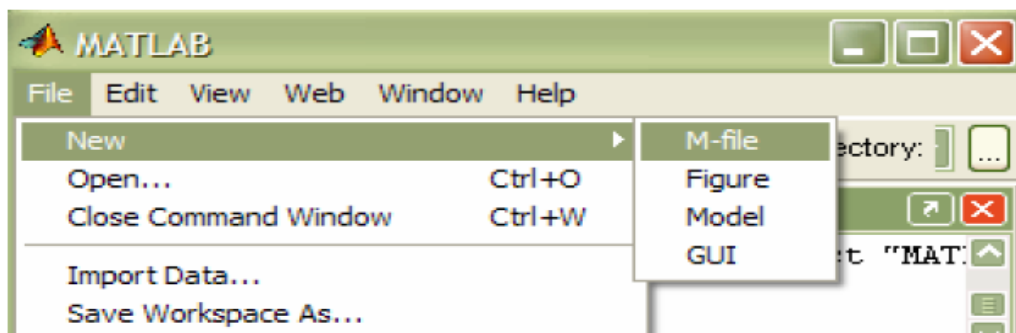 MATLAB
File Edit View Web Window Help
New M-file
Open... Ctrl+O Figure
Close Command Window Ctrl+W Model
GUI
Import Data...
Save Workspace As...
ectory: ...
t "MAT